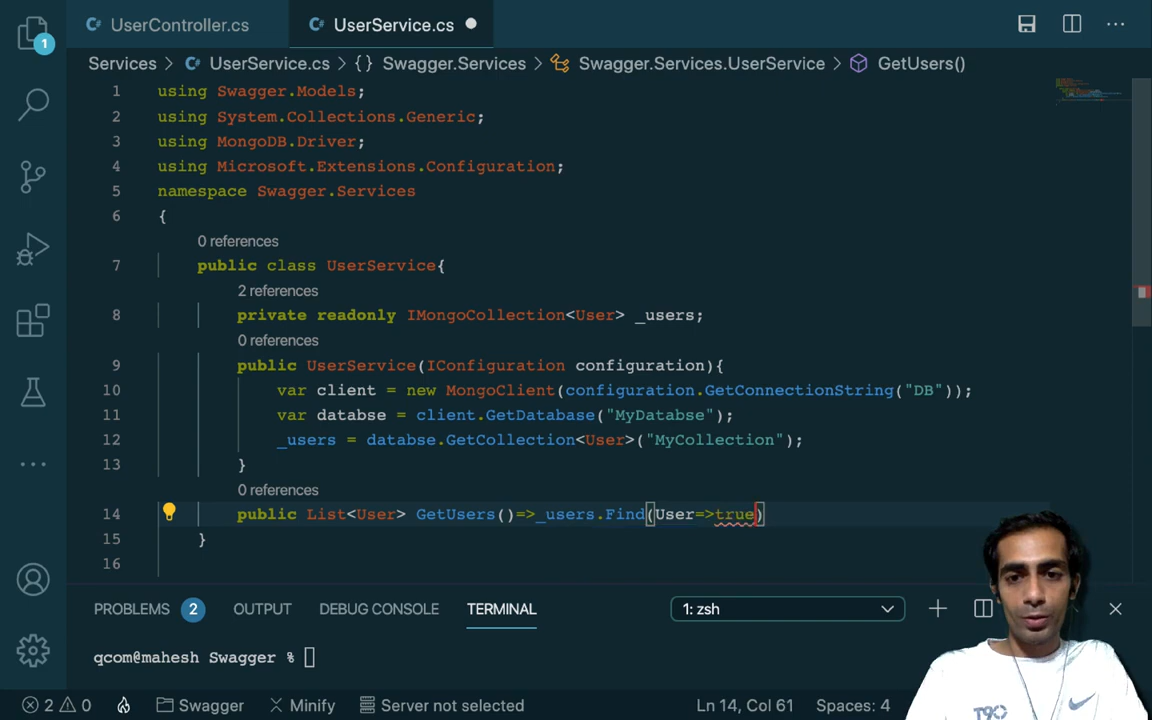 UserController.cs UserService.cs
1
Services UserService.cs {} Swagger.Services Swagger.Services.UserService GetUsers()
1 using Swagger.Models;
2 using System.Collections.Generic;
3 using MongoDB.Driver;
4 using Microsoft.Extensions.Configuration;
5 namespace Swagger.Services
6 {
0 references
7 public class UserService{
2 references
8 private readonly IMongoCollection<User> _users;
0 references
9 public UserService(IConfiguration configuration){
10 var client = new MongoClient(configuration.GetConnectionString("DB"));
11 var databse = client.GetDatabase("MyDatabse");
12 _users = databse.GetCollection<User>("MyCollection");
13 }
0 references
14 public List<User> GetUsers()=>_users.Find(User=>true)
15 }
16
PROBLEMS 2 OUTPUT DEBUG CONSOLE TERMINAL 1: zsh
qcom@mahesh Swagger %
2 0 Swagger Minify Server not selected Ln 14, Col 61 Spaces: 4